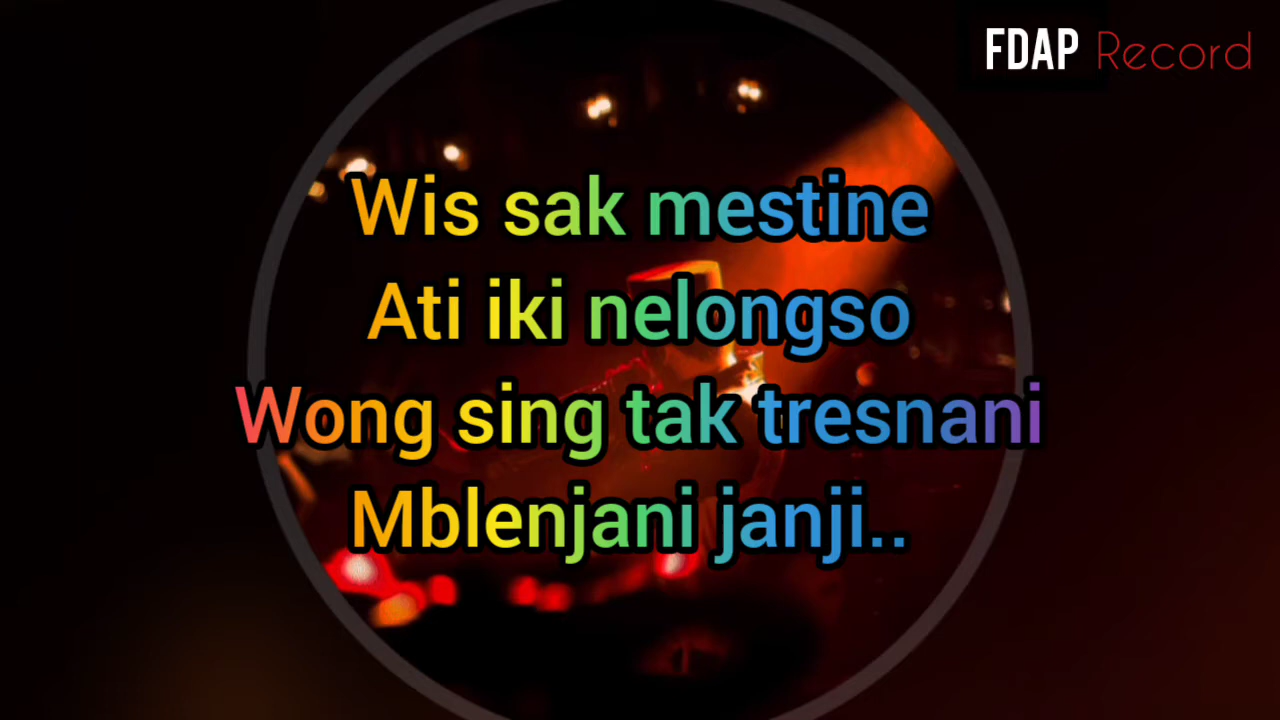 FDAP Record
Wis sak mestine
Ati iki nelongso
Wong sing tak tresnani
Mblenjani janji..